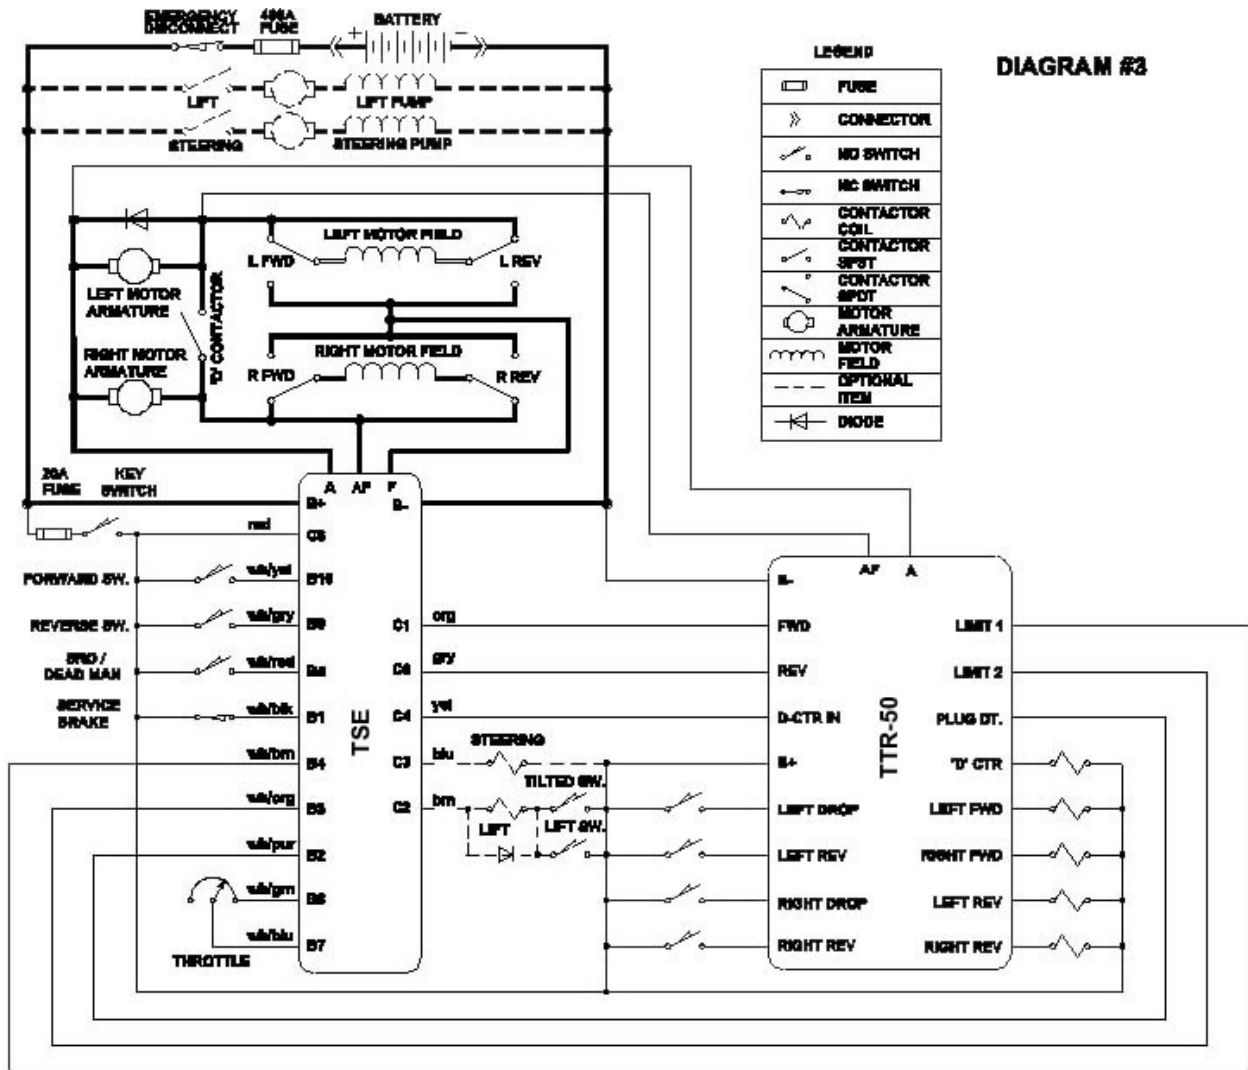 EMERGENCY
DISCONNECT
400A
FUSE
BATTERY
+
−
LIFT
LIFT PUMP
STEERING
STEERING PUMP
LEGEND
FUSE
CONNECTOR
NO SWITCH
NC SWITCH
CONTACTOR
COIL
CONTACTOR
SPST
CONTACTOR
SPDT
MOTOR
ARMATURE
MOTOR
FIELD
OPTIONAL
ITEM
DIODE
DIAGRAM #3
LEFT MOTOR FIELD
L FWD
L REV
LEFT MOTOR
ARMATURE
'D' CONTACTOR
RIGHT MOTOR
ARMATURE
RIGHT MOTOR FIELD
R FWD
R REV
20A
FUSE
KEY
SWITCH
A
AF
F
B+
B-
red
FORWARD SW.
wh/yel
B10
REVERSE SW.
wh/gry
SRO /
DEAD MAN
wh/red
SERVICE
BRAKE
wh/blk
B1
wh/brn
B4
wh/org
B3
wh/pur
B2
wh/grn
B6
wh/blu
B7
THROTTLE
TSE
C1
org
gry
C4
yel
C3
blu
C2
brn
STEERING
TILTED SW.
LIFT
LIFT SW.
AF
A
B-
FWD
REV
D-CTR IN
B+
LEFT DROP
LEFT REV
RIGHT DROP
RIGHT REV
TTR-50
LIMIT 1
LIMIT 2
PLUG DT.
'D' CTR
LEFT FWD
RIGHT FWD
LEFT REV
RIGHT REV